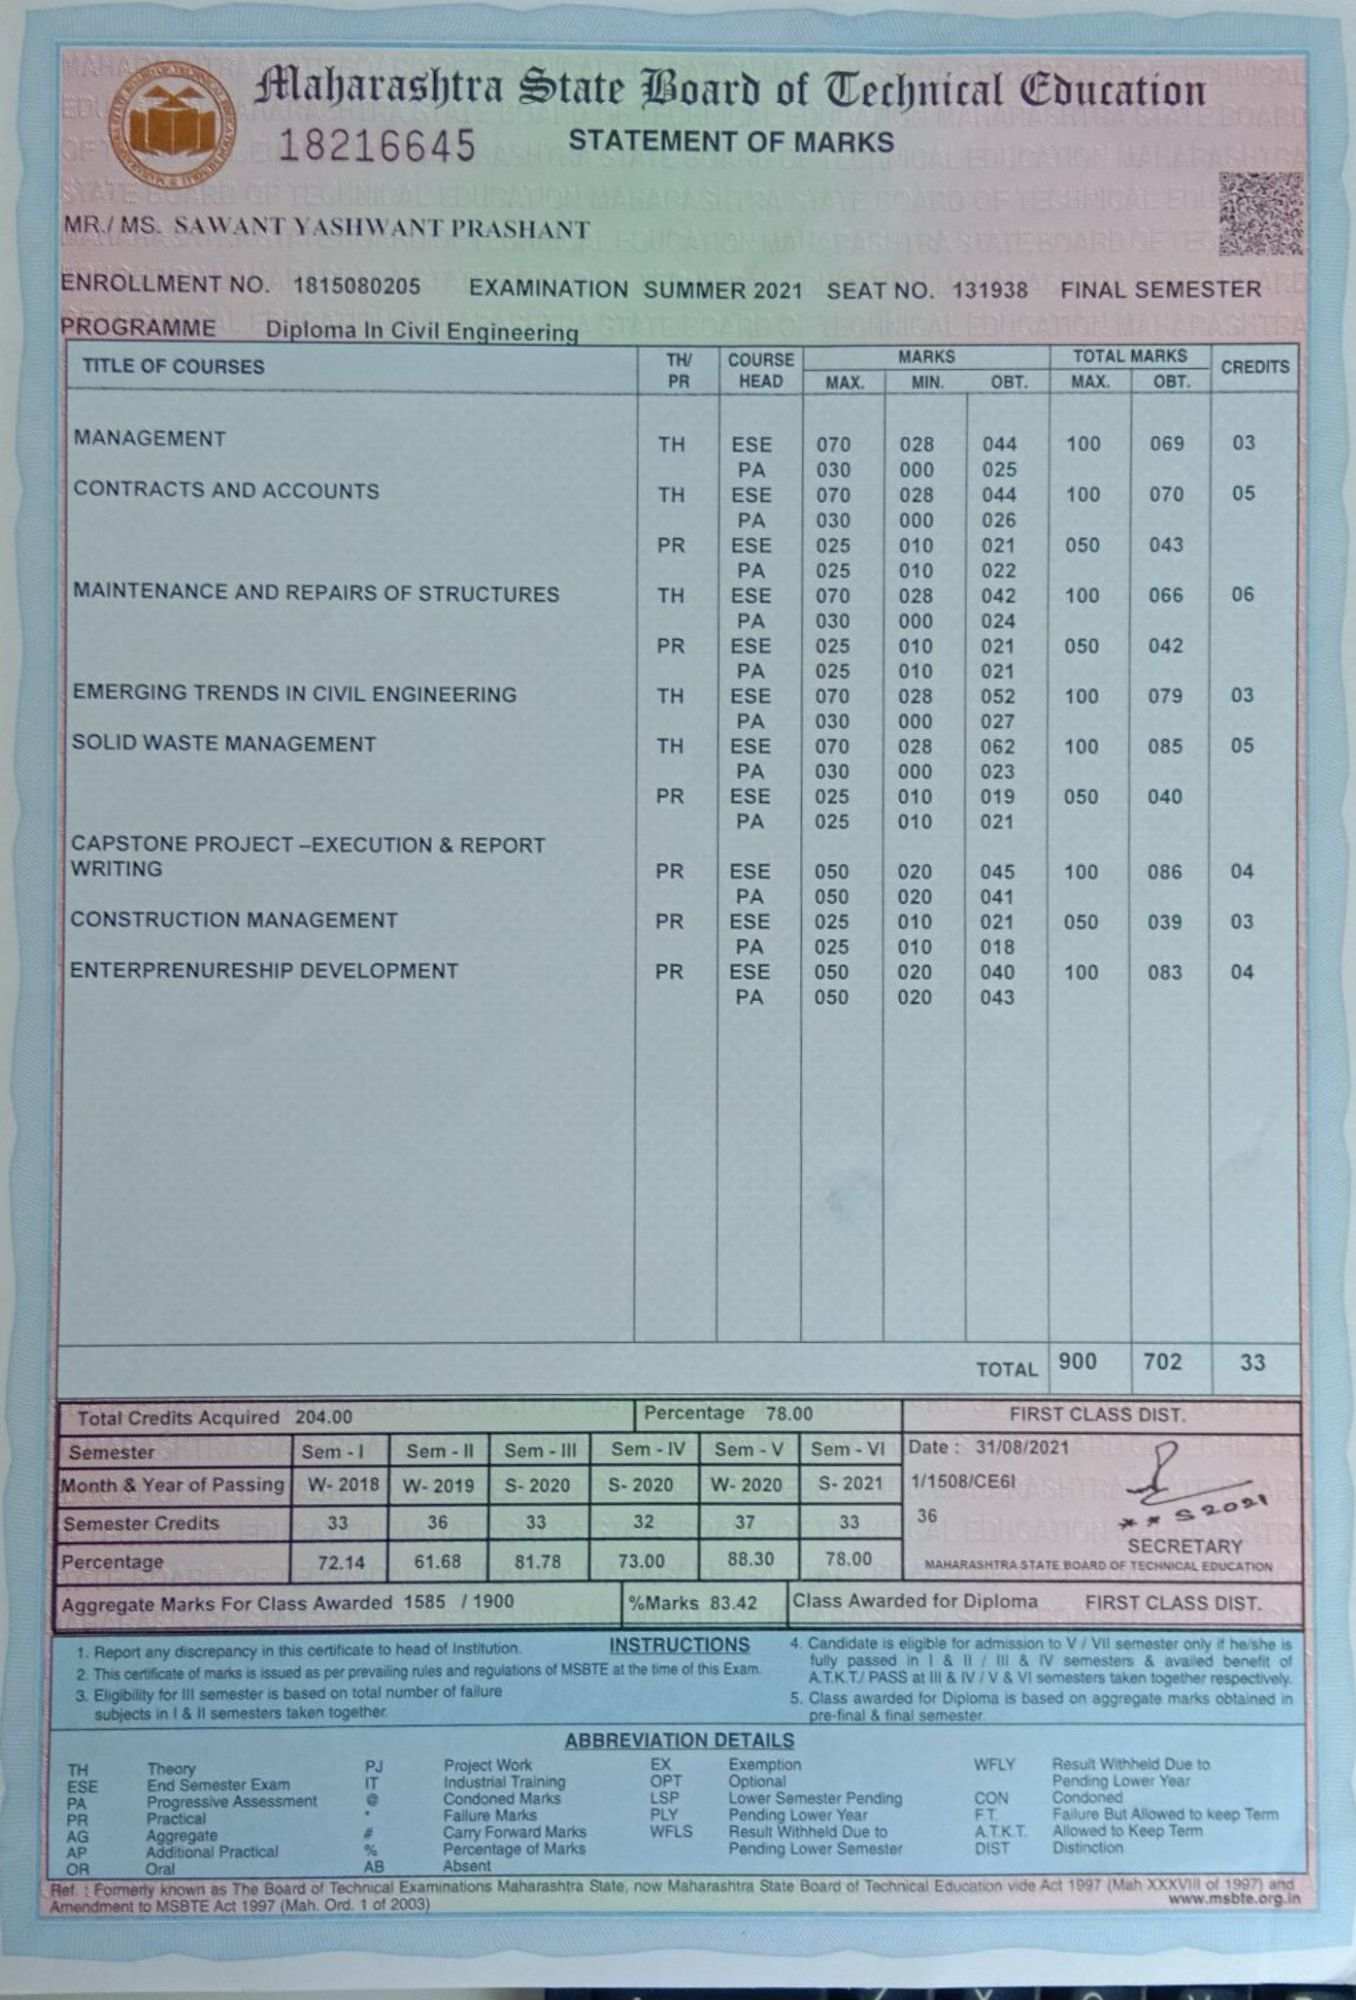 Maharashtra State Board of Technical Education
18216645 STATEMENT OF MARKS
MR./ MS. SAWANT YASHWANT PRASHANT
ENROLLMENT NO. 1815080205 EXAMINATION SUMMER 2021 SEAT NO. 131938 FINAL SEMESTER
PROGRAMME Diploma In Civil Engineering
TITLE OF COURSES TH/ COURSE MARKS TOTAL MARKS CREDITS
PR HEAD MAX. MIN. OBT. MAX. OBT.
MANAGEMENT TH ESE 070 028 044 100 069 03
PA 030 000 025
CONTRACTS AND ACCOUNTS TH ESE 070 028 044 100 070 05
PA 030 000 026
PR ESE 025 010 021 050 043
PA 025 010 022
MAINTENANCE AND REPAIRS OF STRUCTURES TH ESE 070 028 042 100 066 06
PA 030 000 024
PR ESE 025 010 021 050 042
PA 025 010 021
EMERGING TRENDS IN CIVIL ENGINEERING TH ESE 070 028 052 100 079 03
PA 030 000 027
SOLID WASTE MANAGEMENT TH ESE 070 028 062 100 085 05
PA 030 000 023
PR ESE 025 010 019 050 040
PA 025 010 021
CAPSTONE PROJECT –EXECUTION & REPORT
WRITING PR ESE 050 020 045 100 086 04
PA 050 020 041
CONSTRUCTION MANAGEMENT PR ESE 025 010 021 050 039 03
PA 025 010 018
ENTERPRENURESHIP DEVELOPMENT PR ESE 050 020 040 100 083 04
PA 050 020 043
TOTAL 900 702 33
Total Credits Acquired 204.00 Percentage 78.00 FIRST CLASS DIST.
Semester Sem - I Sem - II Sem - III Sem - IV Sem - V Sem - VI Date : 31/08/2021
Month & Year of Passing W- 2018 W- 2019 S- 2020 S- 2020 W- 2020 S- 2021 1/1508/CE6I
Semester Credits 33 36 33 32 37 33 36
* * S 2021
SECRETARY
Percentage 72.14 61.68 81.78 73.00 88.30 78.00 MAHARASHTRA STATE BOARD OF TECHNICAL EDUCATION
Aggregate Marks For Class Awarded 1585 / 1900 %Marks 83.42 Class Awarded for Diploma FIRST CLASS DIST.
INSTRUCTIONS
1. Report any discrepancy in this certificate to head of Institution.
2. This certificate of marks is issued as per prevailing rules and regulations of MSBTE at the time of this Exam.
3. Eligibility for III semester is based on total number of failure
subjects in I & II semesters taken together.
4. Candidate is eligible for admission to V / VII semester only if he/she is
fully passed in I & II / III & IV semesters & availed benefit of
A.T.K.T./ PASS at III & IV / V & VI semesters taken together respectively.
5. Class awarded for Diploma is based on aggregate marks obtained in
pre-final & final semester.
ABBREVIATION DETAILS
TH Theory PJ Project Work EX Exemption WFLY Result Withheld Due to
ESE End Semester Exam IT Industrial Training OPT Optional Pending Lower Year
PA Progressive Assessment @ Condoned Marks LSP Lower Semester Pending CON Condoned
PR Practical * Failure Marks PLY Pending Lower Year F.T. Failure But Allowed to keep Term
AG Aggregate # Carry Forward Marks WFLS Result Withheld Due to A.T.K.T. Allowed to Keep Term
AP Additional Practical % Percentage of Marks Pending Lower Semester DIST Distinction
OR Oral AB Absent
Ref. : Formerly known as The Board of Technical Examinations Maharashtra State, now Maharashtra State Board of Technical Education vide Act 1997 (Mah XXXVIII of 1997) and
Amendment to MSBTE Act 1997 (Mah. Ord. 1 of 2003) www.msbte.org.in